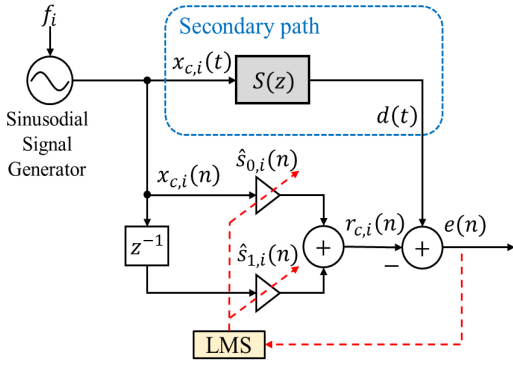 f_i
Secondary path
x_{c,i}(t)
S(z)
Sinusodial
Signal
Generator
d(t)
x_{c,i}(n)
ŝ_{0,i}(n)
z^{-1}
r_{c,i}(n)
e(n)
+
+
−
ŝ_{1,i}(n)
LMS